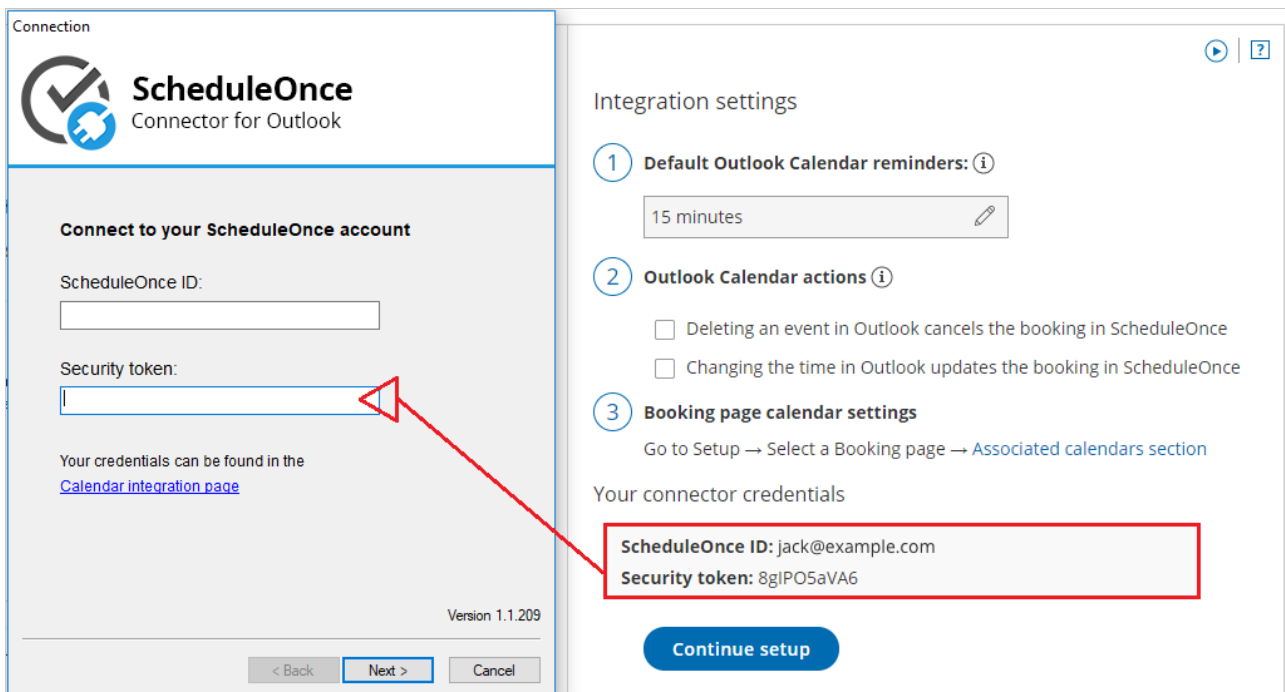 Connection
ScheduleOnce
Connector for Outlook
Connect to your ScheduleOnce account
ScheduleOnce ID:
Security token:
Your credentials can be found in the
Calendar integration page
Version 1.1.209
< Back
Next >
Cancel
?
Integration settings
1 Default Outlook Calendar reminders: i
15 minutes
2 Outlook Calendar actions i
Deleting an event in Outlook cancels the booking in ScheduleOnce
Changing the time in Outlook updates the booking in ScheduleOnce
3 Booking page calendar settings
Go to Setup → Select a Booking page → Associated calendars section
Your connector credentials
ScheduleOnce ID: jack@example.com
Security token: 8gIPO5aVA6
Continue setup